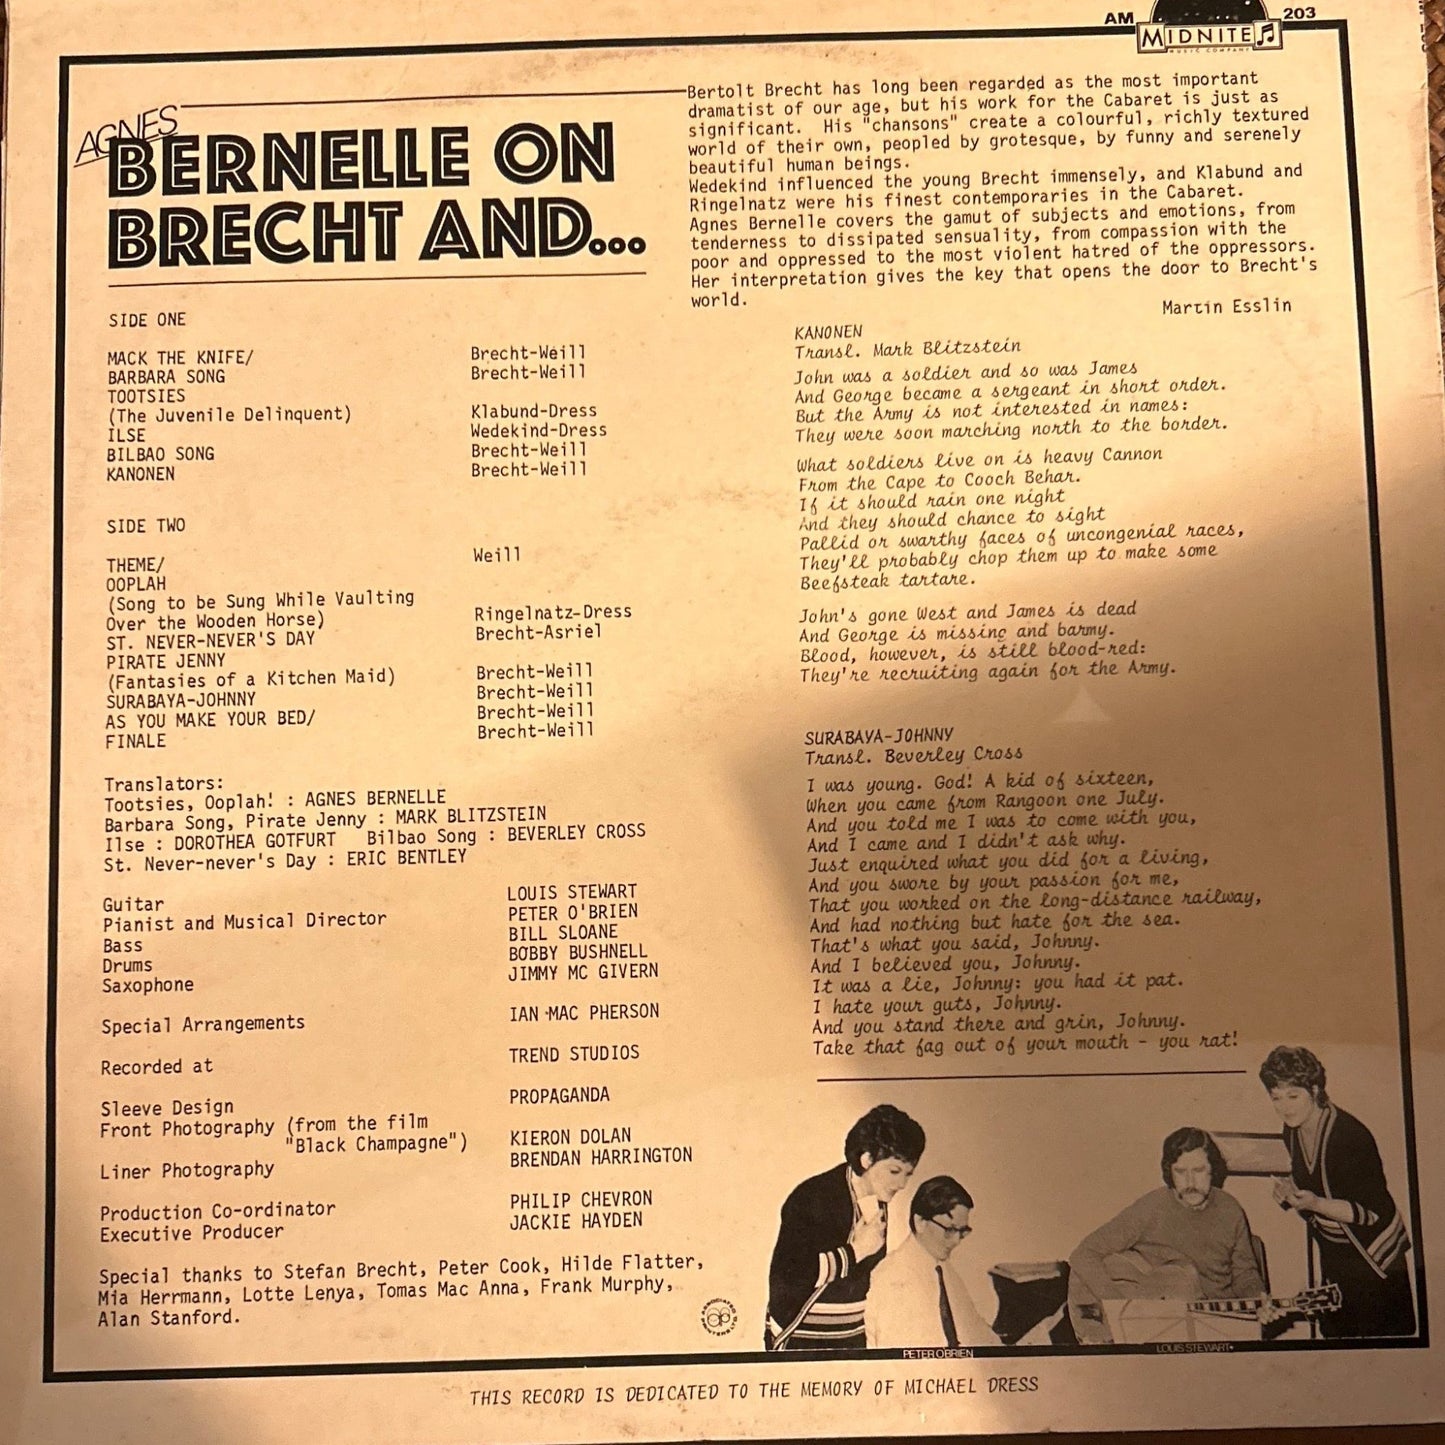 AM 203
MIDNITE
MUSIC COMPANY
AGNES
BERNELLE ON
BRECHT AND...
SIDE ONE
MACK THE KNIFE/ Brecht-Weill
BARBARA SONG Brecht-Weill
TOOTSIES
(The Juvenile Delinquent) Klabund-Dress
ILSE Wedekind-Dress
BILBAO SONG Brecht-Weill
KANONEN Brecht-Weill
SIDE TWO
THEME/ Weill
OOPLAH
(Song to be Sung While Vaulting
Over the Wooden Horse) Ringelnatz-Dress
ST. NEVER-NEVER'S DAY Brecht-Asriel
PIRATE JENNY
(Fantasies of a Kitchen Maid) Brecht-Weill
SURABAYA-JOHNNY Brecht-Weill
AS YOU MAKE YOUR BED/ Brecht-Weill
FINALE Brecht-Weill
Translators:
Tootsies, Ooplah! : AGNES BERNELLE
Barbara Song, Pirate Jenny : MARK BLITZSTEIN
Ilse : DOROTHEA GOTFURT Bilbao Song : BEVERLEY CROSS
St. Never-never's Day : ERIC BENTLEY
Guitar LOUIS STEWART
Pianist and Musical Director PETER O'BRIEN
Bass BILL SLOANE
Drums BOBBY BUSHNELL
Saxophone JIMMY MC GIVERN
Special Arrangements IAN MAC PHERSON
Recorded at TREND STUDIOS
Sleeve Design PROPAGANDA
Front Photography (from the film
"Black Champagne") KIERON DOLAN
Liner Photography BRENDAN HARRINGTON
Production Co-ordinator PHILIP CHEVRON
Executive Producer JACKIE HAYDEN
Special thanks to Stefan Brecht, Peter Cook, Hilde Flatter,
Mia Herrmann, Lotte Lenya, Tomas Mac Anna, Frank Murphy,
Alan Stanford.
Bertolt Brecht has long been regarded as the most important
dramatist of our age, but his work for the Cabaret is just as
significant. His "chansons" create a colourful, richly textured
world of their own, peopled by grotesque, by funny and serenely
beautiful human beings.
Wedekind influenced the young Brecht immensely, and Klabund and
Ringelnatz were his finest contemporaries in the Cabaret.
Agnes Bernelle covers the gamut of subjects and emotions, from
tenderness to dissipated sensuality, from compassion with the
poor and oppressed to the most violent hatred of the oppressors.
Her interpretation gives the key that opens the door to Brecht's
world.
Martin Esslin
KANONEN
Transl. Mark Blitzstein
John was a soldier and so was James
And George became a sergeant in short order.
But the Army is not interested in names:
They were soon marching north to the border.
What soldiers live on is heavy Cannon
From the Cape to Cooch Behar.
If it should rain one night
And they should chance to sight
Pallid or swarthy faces of uncongenial races,
They'll probably chop them up to make some
Beefsteak tartare.
John's gone West and James is dead
And George is missing and barmy.
Blood, however, is still blood-red:
They're recruiting again for the Army.
SURABAYA-JOHNNY
Transl. Beverley Cross
I was young. God! A kid of sixteen,
When you came from Rangoon one July.
And you told me I was to come with you,
And I came and I didn't ask why.
Just enquired what you did for a living,
And you swore by your passion for me,
That you worked on the long-distance railway,
And had nothing but hate for the sea.
That's what you said, Johnny.
And I believed you, Johnny.
It was a lie, Johnny: you had it pat.
I hate your guts, Johnny.
And you stand there and grin, Johnny.
Take that fag out of your mouth - you rat!
ASSOCIATED PRINTERS LTD
PETER O'BRIEN
LOUIS STEWART
THIS RECORD IS DEDICATED TO THE MEMORY OF MICHAEL DRESS